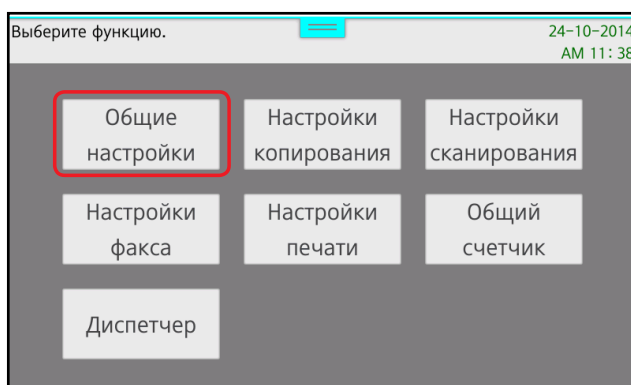 Выберите функцию.
24-10-2014
AM 11:38
Общие
настройки
Настройки
копирования
Настройки
сканирования
Настройки
факса
Настройки
печати
Общий
счетчик
Диспетчер